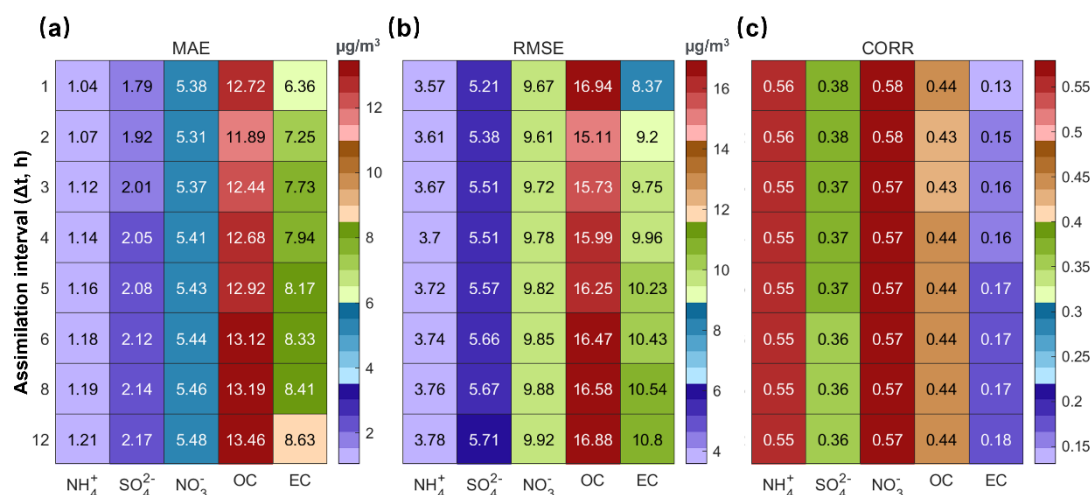 (a) MAE µg/m³
(b) RMSE µg/m³
(c) CORR
Assimilation interval (Δt, h)
1 1.04 1.79 5.38 12.72 6.36
2 1.07 1.92 5.31 11.89 7.25
3 1.12 2.01 5.37 12.44 7.73
4 1.14 2.05 5.41 12.68 7.94
5 1.16 2.08 5.43 12.92 8.17
6 1.18 2.12 5.44 13.12 8.33
8 1.19 2.14 5.46 13.19 8.41
12 1.21 2.17 5.48 13.46 8.63
NH₄⁺ SO₄²⁻ NO₃⁻ OC EC
12
10
8
6
4
2
3.57 5.21 9.67 16.94 8.37
3.61 5.38 9.61 15.11 9.2
3.67 5.51 9.72 15.73 9.75
3.7 5.51 9.78 15.99 9.96
3.72 5.57 9.82 16.25 10.23
3.74 5.66 9.85 16.47 10.43
3.76 5.67 9.88 16.58 10.54
3.78 5.71 9.92 16.88 10.8
NH₄⁺ SO₄²⁻ NO₃⁻ OC EC
16
14
12
10
8
6
4
0.56 0.38 0.58 0.44 0.13
0.56 0.38 0.58 0.43 0.15
0.55 0.37 0.57 0.43 0.16
0.55 0.37 0.57 0.44 0.16
0.55 0.37 0.57 0.44 0.17
0.55 0.36 0.57 0.44 0.17
0.55 0.36 0.57 0.44 0.17
0.55 0.36 0.57 0.44 0.18
NH₄⁺ SO₄²⁻ NO₃⁻ OC EC
0.55
0.5
0.45
0.4
0.35
0.3
0.25
0.2
0.15